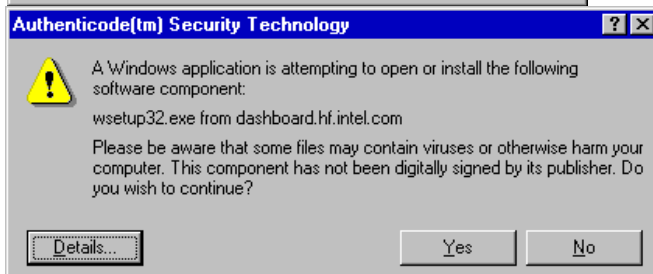 Authenticode(tm) Security Technology
A Windows application is attempting to open or install the following
software component:
wsetup32.exe from dashboard.hf.intel.com
Please be aware that some files may contain viruses or otherwise harm your
computer. This component has not been digitally signed by its publisher. Do
you wish to continue?
Details... Yes No